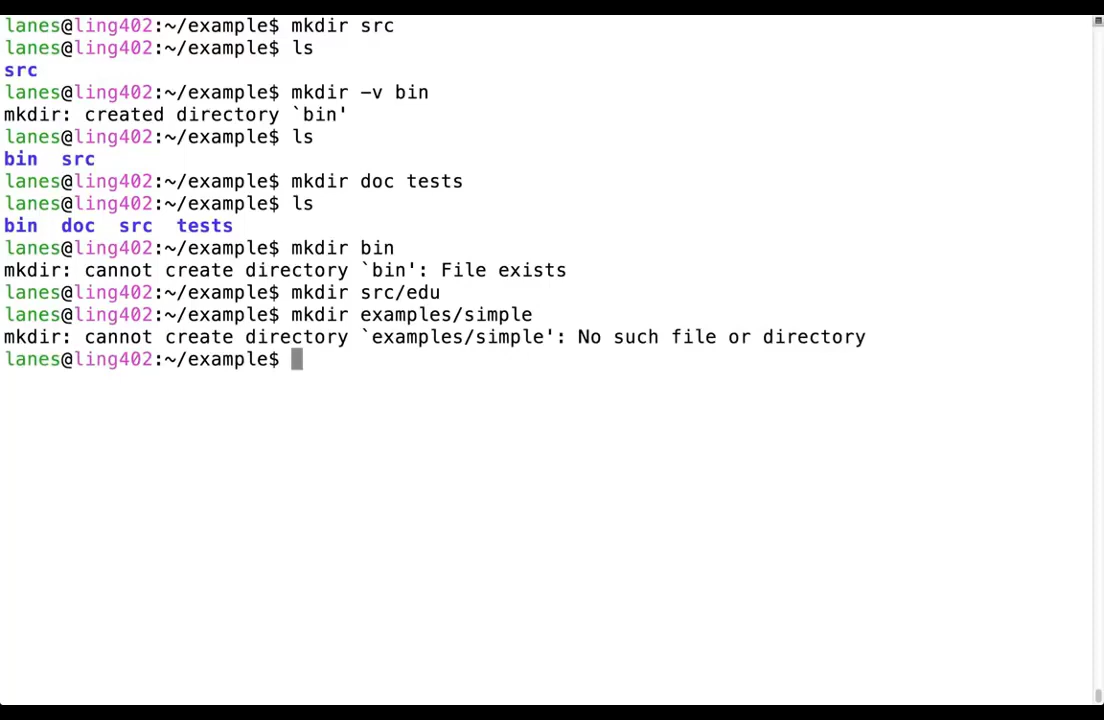 lanes@ling402:~/example$ mkdir src
lanes@ling402:~/example$ ls
src
lanes@ling402:~/example$ mkdir -v bin
mkdir: created directory `bin'
lanes@ling402:~/example$ ls
bin  src
lanes@ling402:~/example$ mkdir doc tests
lanes@ling402:~/example$ ls
bin  doc  src  tests
lanes@ling402:~/example$ mkdir bin
mkdir: cannot create directory `bin': File exists
lanes@ling402:~/example$ mkdir src/edu
lanes@ling402:~/example$ mkdir examples/simple
mkdir: cannot create directory `examples/simple': No such file or directory
lanes@ling402:~/example$